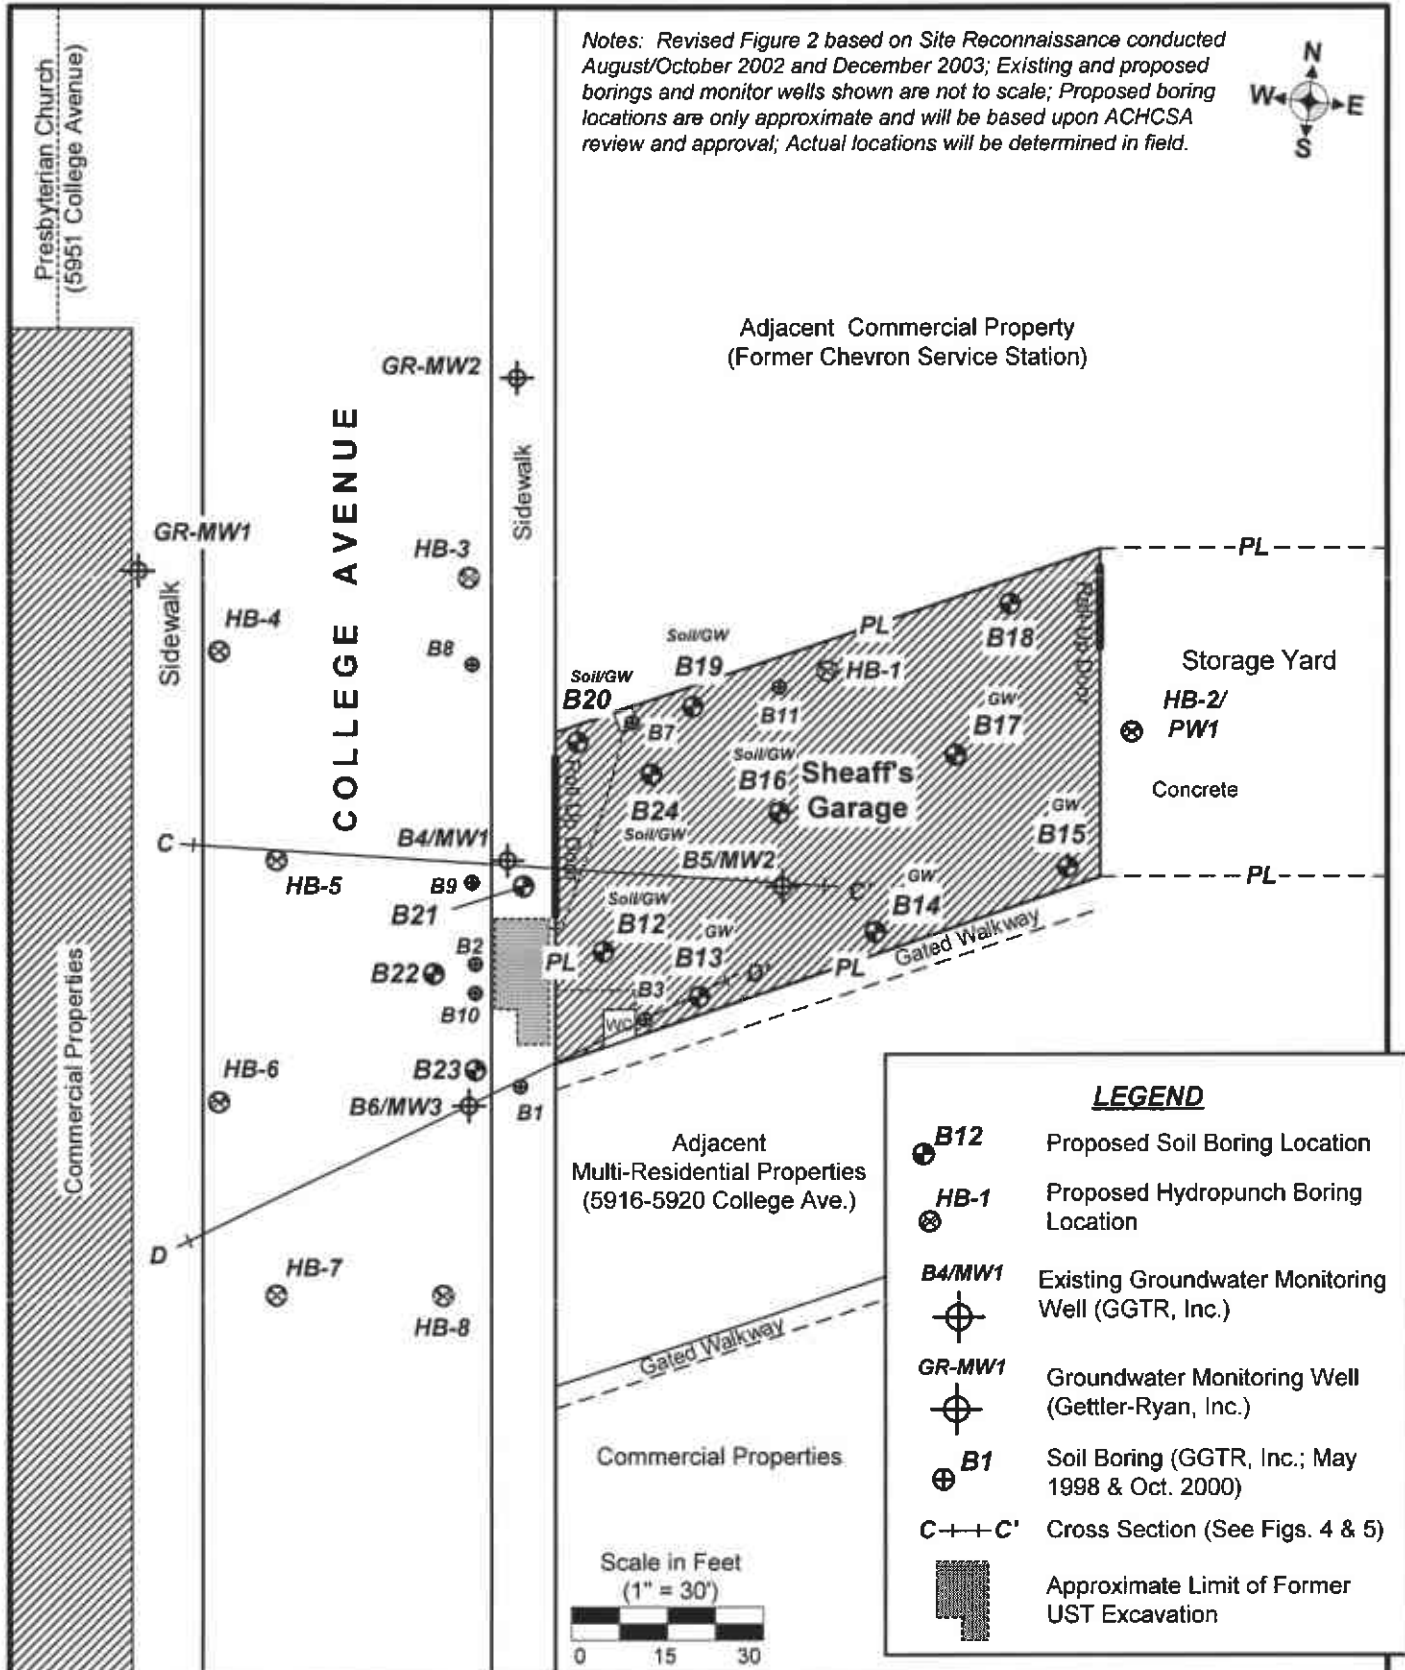 Notes: Revised Figure 2 based on Site Reconnaissance conducted
August/October 2002 and December 2003; Existing and proposed
borings and monitor wells shown are not to scale; Proposed boring
locations are only approximate and will be based upon ACHCSA
review and approval; Actual locations will be determined in field.
N
W
E
S
Presbyterian Church
(5951 College Avenue)
Adjacent Commercial Property
(Former Chevron Service Station)
GR-MW2
COLLEGE AVENUE
Sidewalk
GR-MW1
Sidewalk
HB-3
HB-4
B8
PL
PL
Roll-Up Door
B18
Storage Yard
HB-2/
PW1
Concrete
Soil/GW
B19
HB-1
B11
Soil/GW
B20
B7
GW
B17
Soil/GW
B16
Sheaff's
Garage
B24
Soil/GW
Roll Up Door
GW
B15
C
B4/MW1
B5/MW2
C'
HB-5
B9
B21
GW
B14
PL
Soil/GW
B12
GW
B13
PL
PL
Gated Walkway
B2
B22
B10
B3
D'
WC
Commercial Properties
HB-6
B23
B6/MW3
B1
D
HB-7
HB-8
Adjacent
Multi-Residential Properties
(5916-5920 College Ave.)
Gated Walkway
Commercial Properties
Scale in Feet
(1" = 30')
0 15 30
LEGEND
B12 Proposed Soil Boring Location
HB-1 Proposed Hydropunch Boring
Location
B4/MW1 Existing Groundwater Monitoring
Well (GGTR, Inc.)
GR-MW1 Groundwater Monitoring Well
(Gettler-Ryan, Inc.)
B1 Soil Boring (GGTR, Inc.; May
1998 & Oct. 2000)
C C' Cross Section (See Figs. 4 & 5)
Approximate Limit of Former
UST Excavation